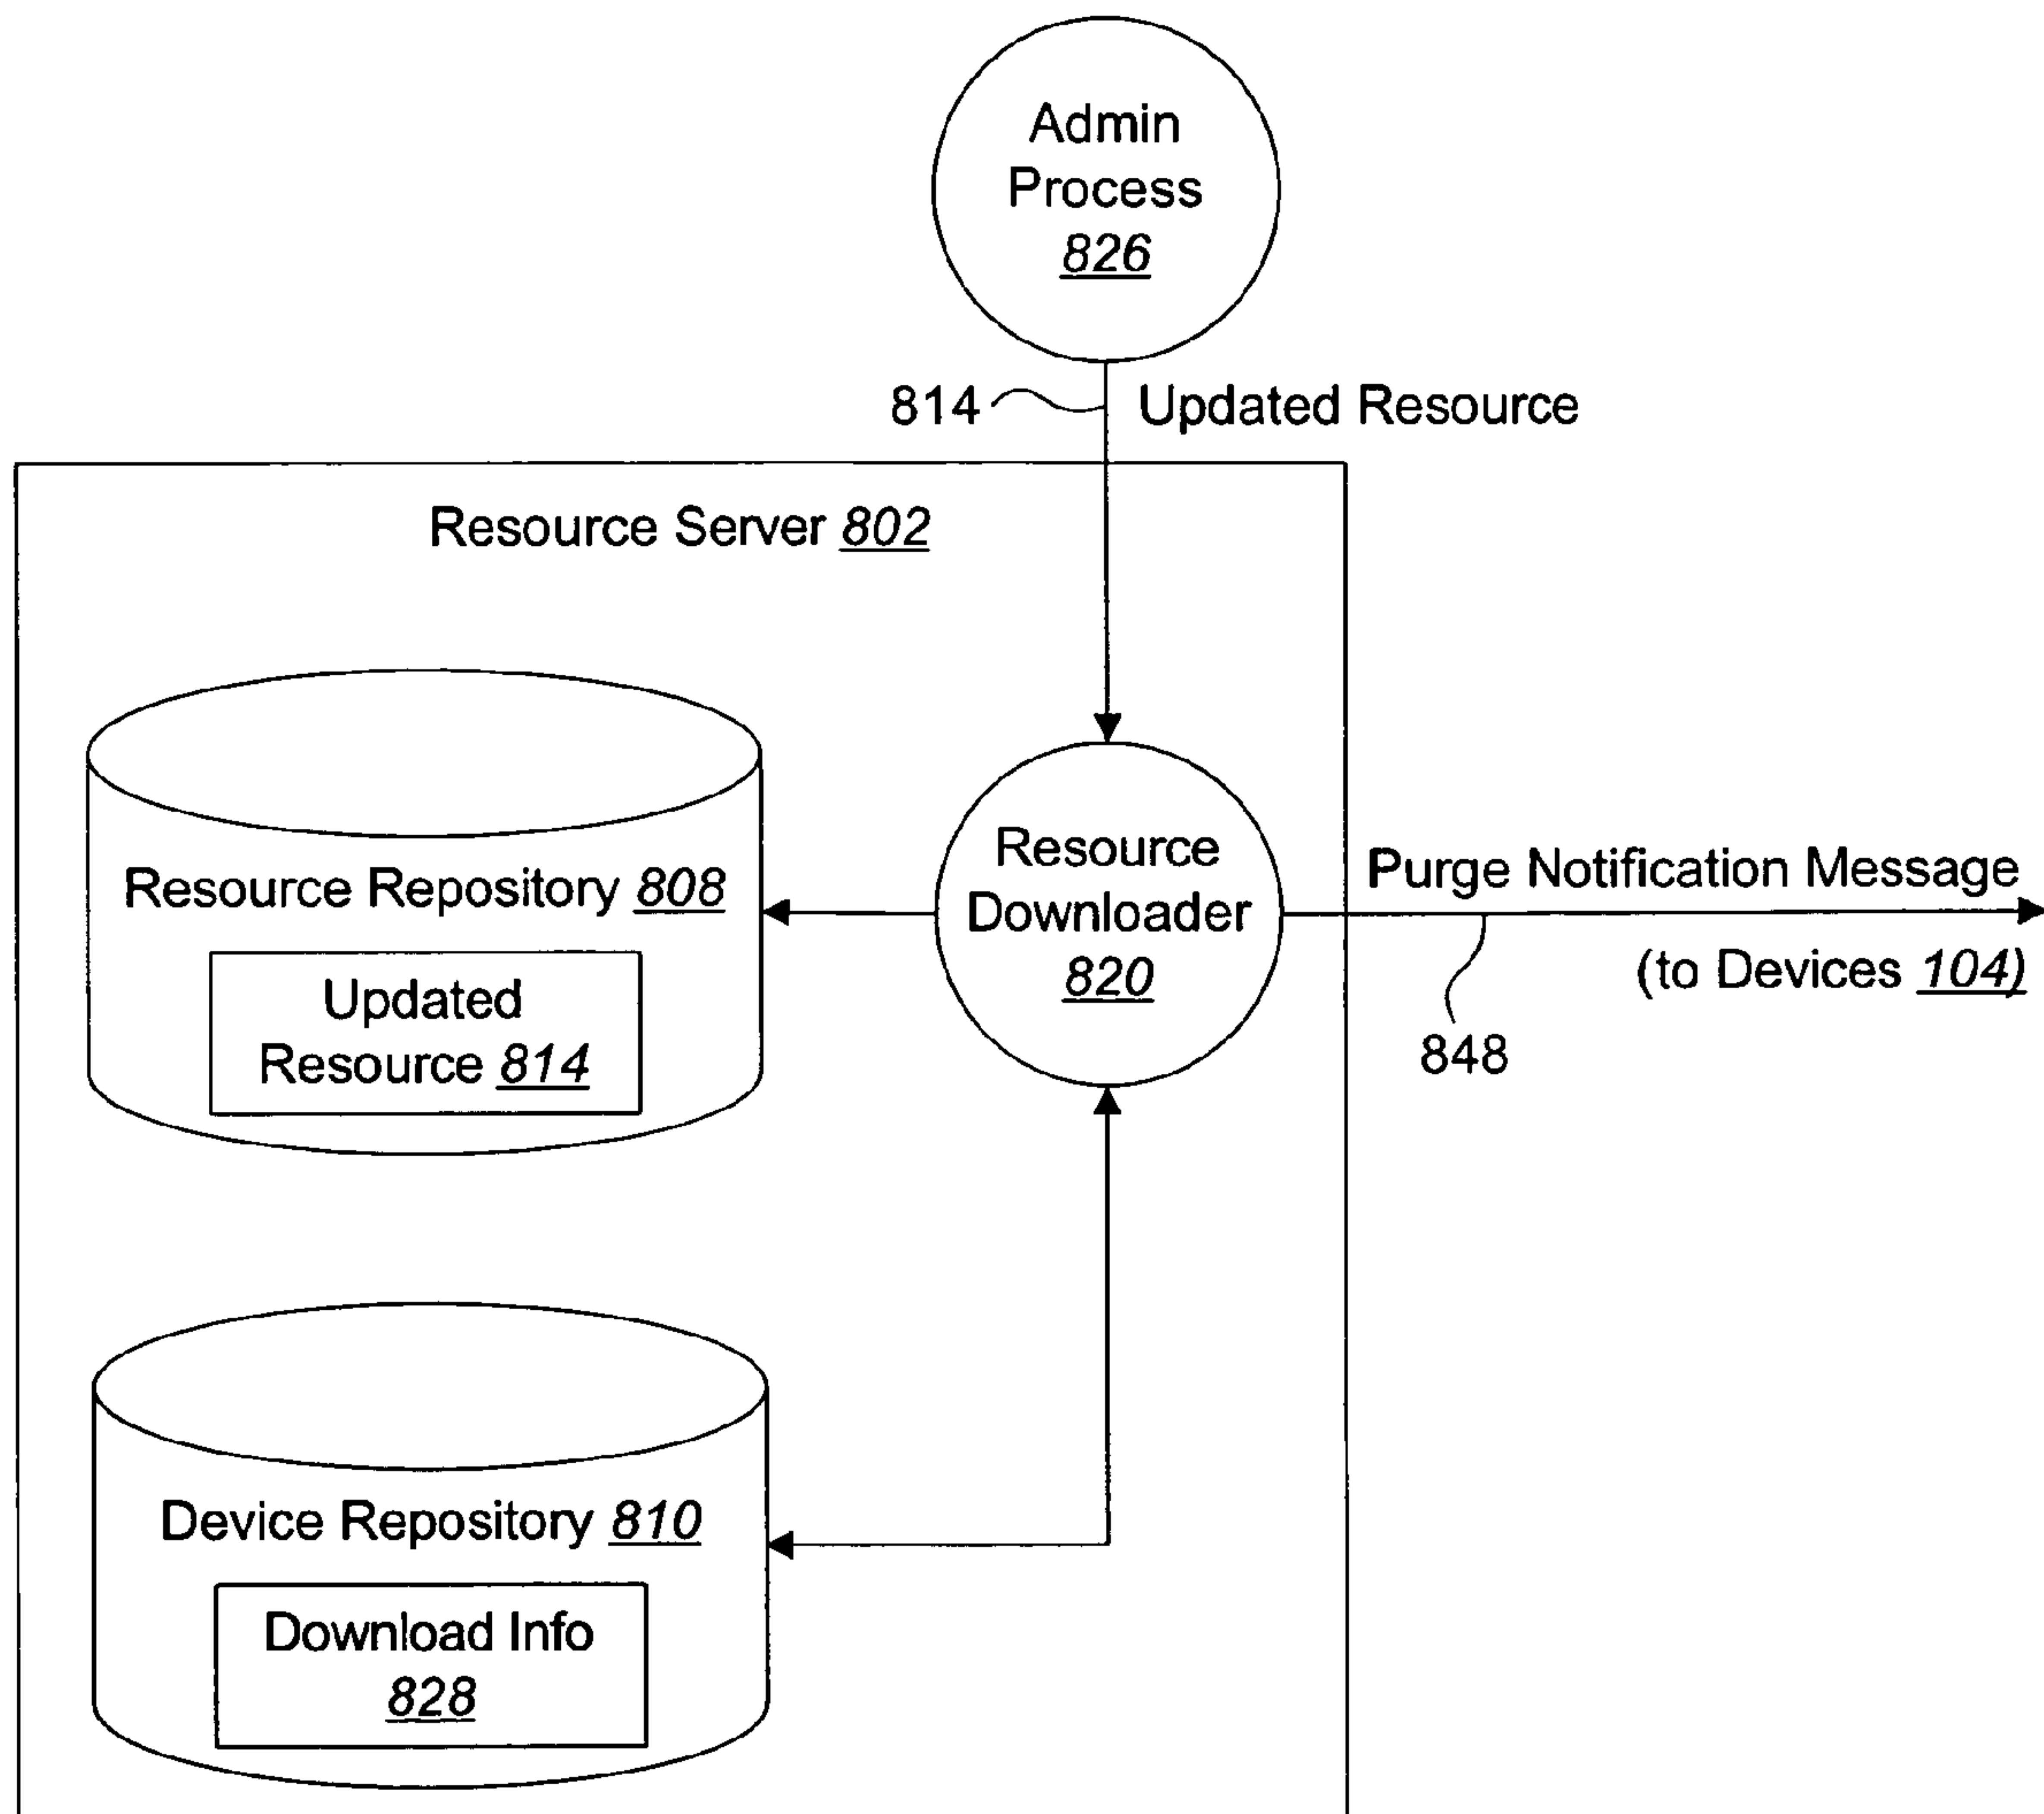 Admin
Process
826
814
Updated Resource
Resource Server 802
Resource Repository 808
Updated
Resource 814
Resource
Downloader
820
Purge Notification Message
(to Devices 104)
848
Device Repository 810
Download Info
828